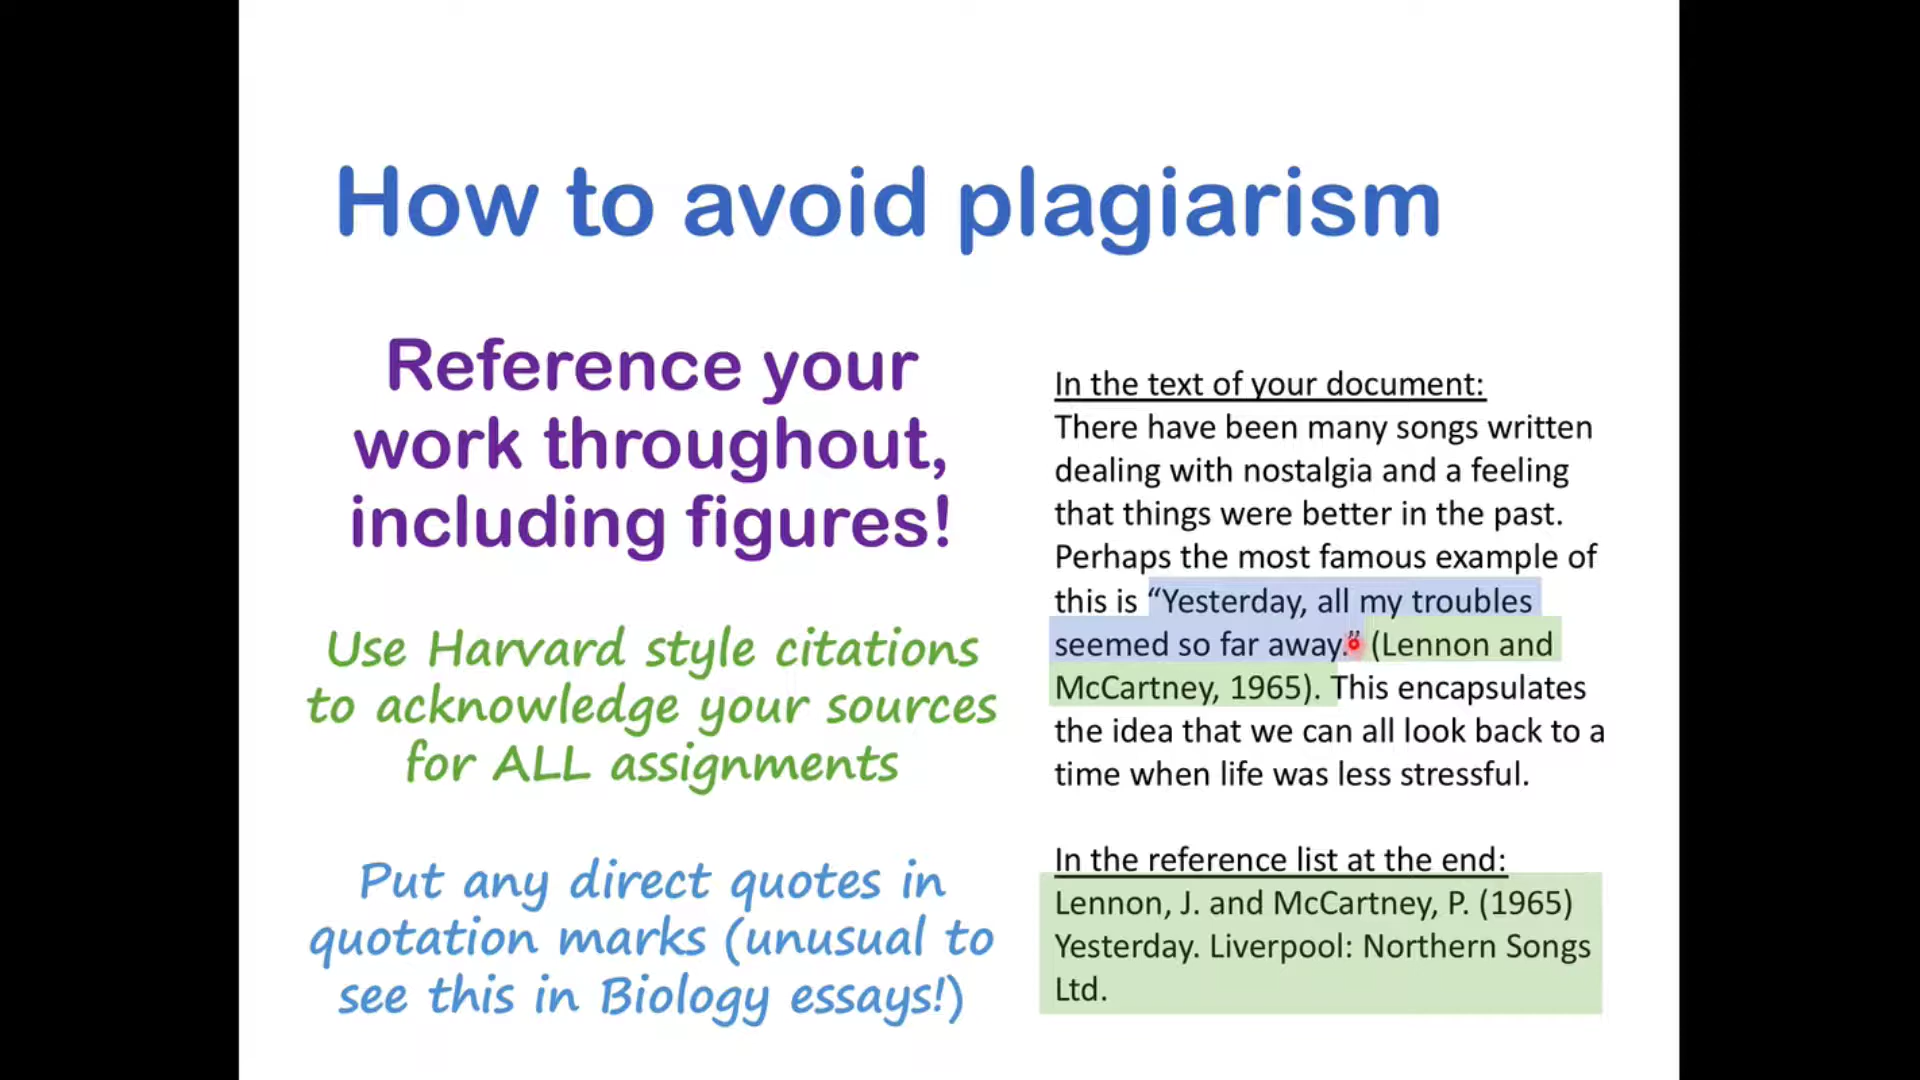 How to avoid plagiarism
Reference your
work throughout,
including figures!
Use Harvard style citations
to acknowledge your sources
for ALL assignments
Put any direct quotes in
quotation marks (unusual to
see this in Biology essays!)
In the text of your document:
There have been many songs written
dealing with nostalgia and a feeling
that things were better in the past.
Perhaps the most famous example of
this is “Yesterday, all my troubles
seemed so far away.” (Lennon and
McCartney, 1965). This encapsulates
the idea that we can all look back to a
time when life was less stressful.
In the reference list at the end:
Lennon, J. and McCartney, P. (1965)
Yesterday. Liverpool: Northern Songs
Ltd.